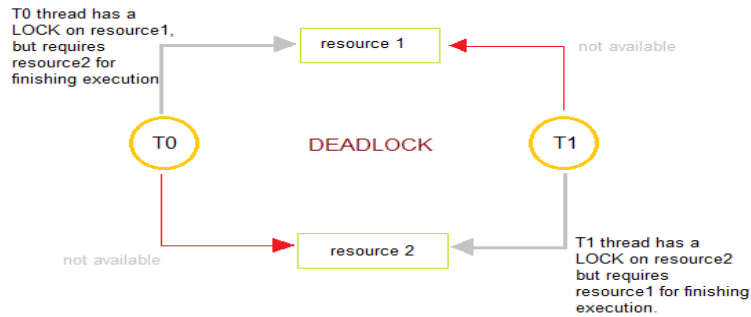 T0 thread has a
LOCK on resource1,
but requires
resource2 for
finishing execution
resource 1
not available
T0
DEADLOCK
T1
resource 2
not available
T1 thread has a
LOCK on resource2
but requires
resource1 for finishing
execution.